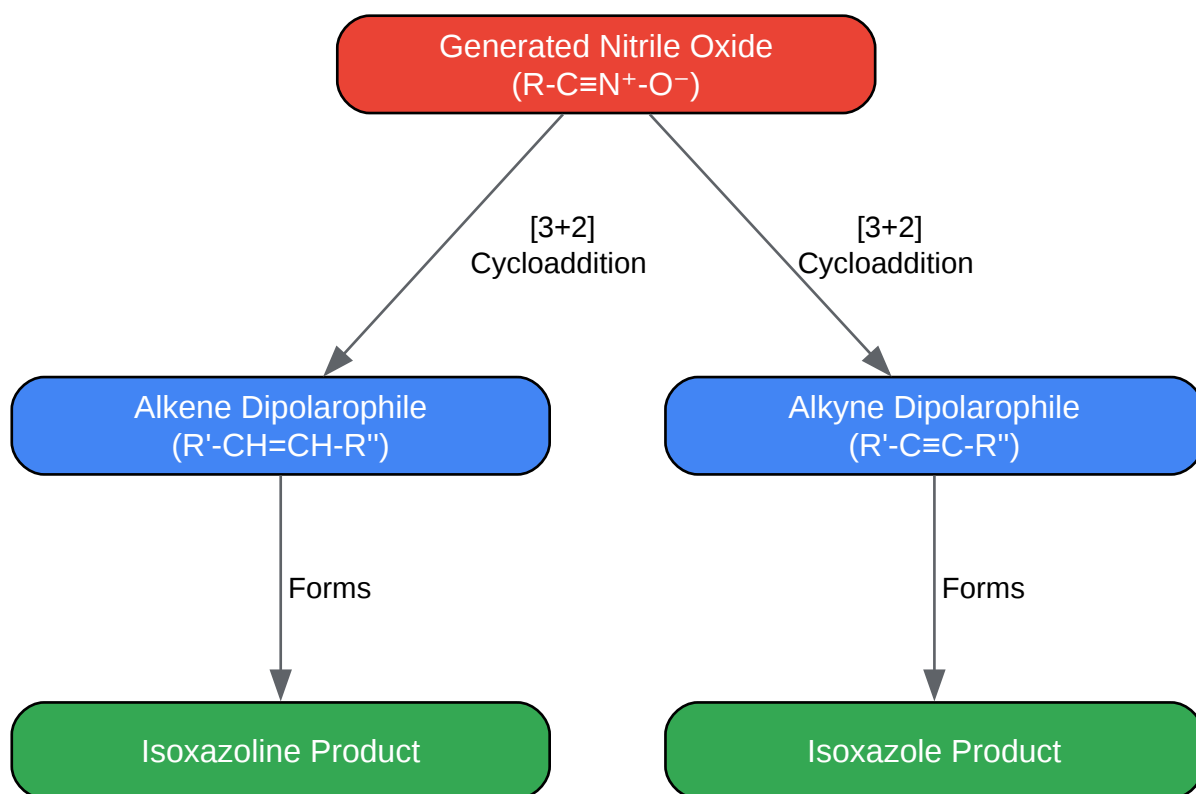 Generated Nitrile Oxide
(R-C≡N⁺-O⁻)
[3+2]
Cycloaddition
[3+2]
Cycloaddition
Alkene Dipolarophile
(R'-CH=CH-R'')
Alkyne Dipolarophile
(R'-C≡C-R'')
Forms
Forms
Isoxazoline Product
Isoxazole Product